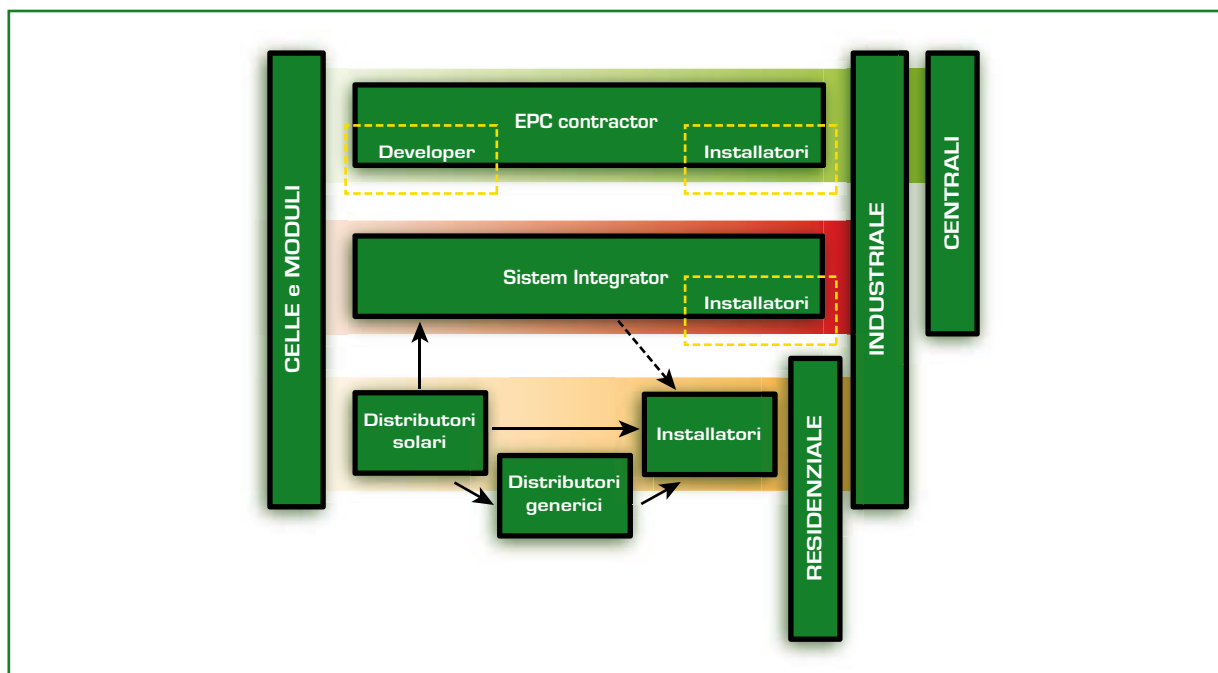 CELLE e MODULI
EPC contractor
Developer
Installatori
Sistem Integrator
Installatori
Distributori
solari
Distributori
generici
Installatori
RESIDENZIALE
INDUSTRIALE
CENTRALI